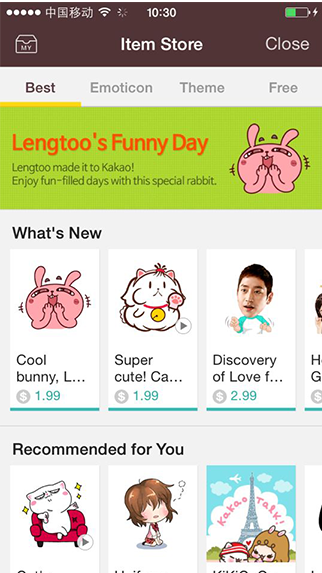 中国移动 10:30
MY Item Store Close
Best Emoticon Theme Free
Lengtoo's Funny Day
Lengtoo made it to Kakao!
Enjoy fun-filled days with this special rabbit.
What's New
Cool
bunny, L...
$ 1.99
Super
cute! Ca...
$ 1.99
Discovery
of Love f...
$ 2.99
Recommended for You
Kakao Talk!